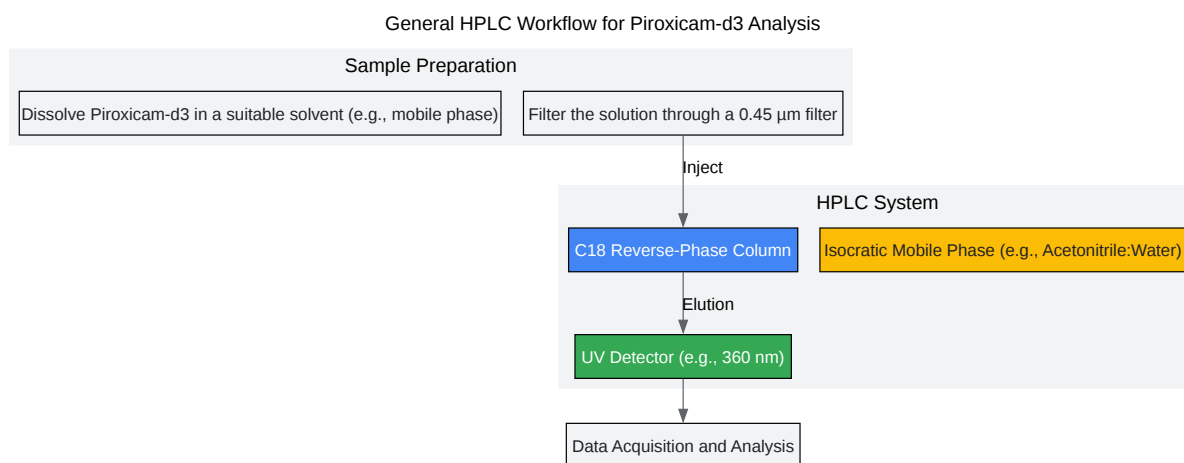 General HPLC Workflow for Piroxicam-d3 Analysis
Sample Preparation
Dissolve Piroxicam-d3 in a suitable solvent (e.g., mobile phase)
Filter the solution through a 0.45 µm filter
Inject
HPLC System
C18 Reverse-Phase Column
Isocratic Mobile Phase (e.g., Acetonitrile:Water)
Elution
UV Detector (e.g., 360 nm)
Data Acquisition and Analysis